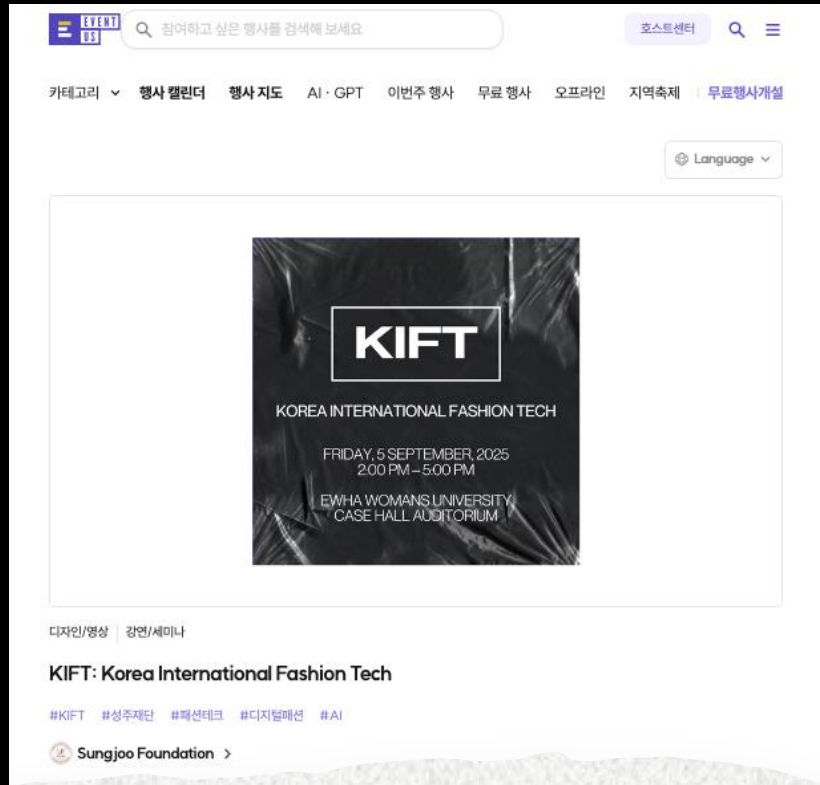 EVENT
US
참여하고 싶은 행사를 검색해 보세요
호스트센터
카테고리 행사 캘린더 행사 지도 AI · GPT 이번주 행사 무료 행사 오프라인 지역축제 무료행사개설
Language
KIFT
KOREA INTERNATIONAL FASHION TECH
FRIDAY, 5 SEPTEMBER, 2025
2:00 PM – 5:00 PM
EWHA WOMANS UNIVERSITY,
CASE HALL AUDITORIUM
디자인/영상 강연/세미나
KIFT: Korea International Fashion Tech
#KIFT #성주재단 #패션테크 #디지털패션 #AI
Sungjoo Foundation